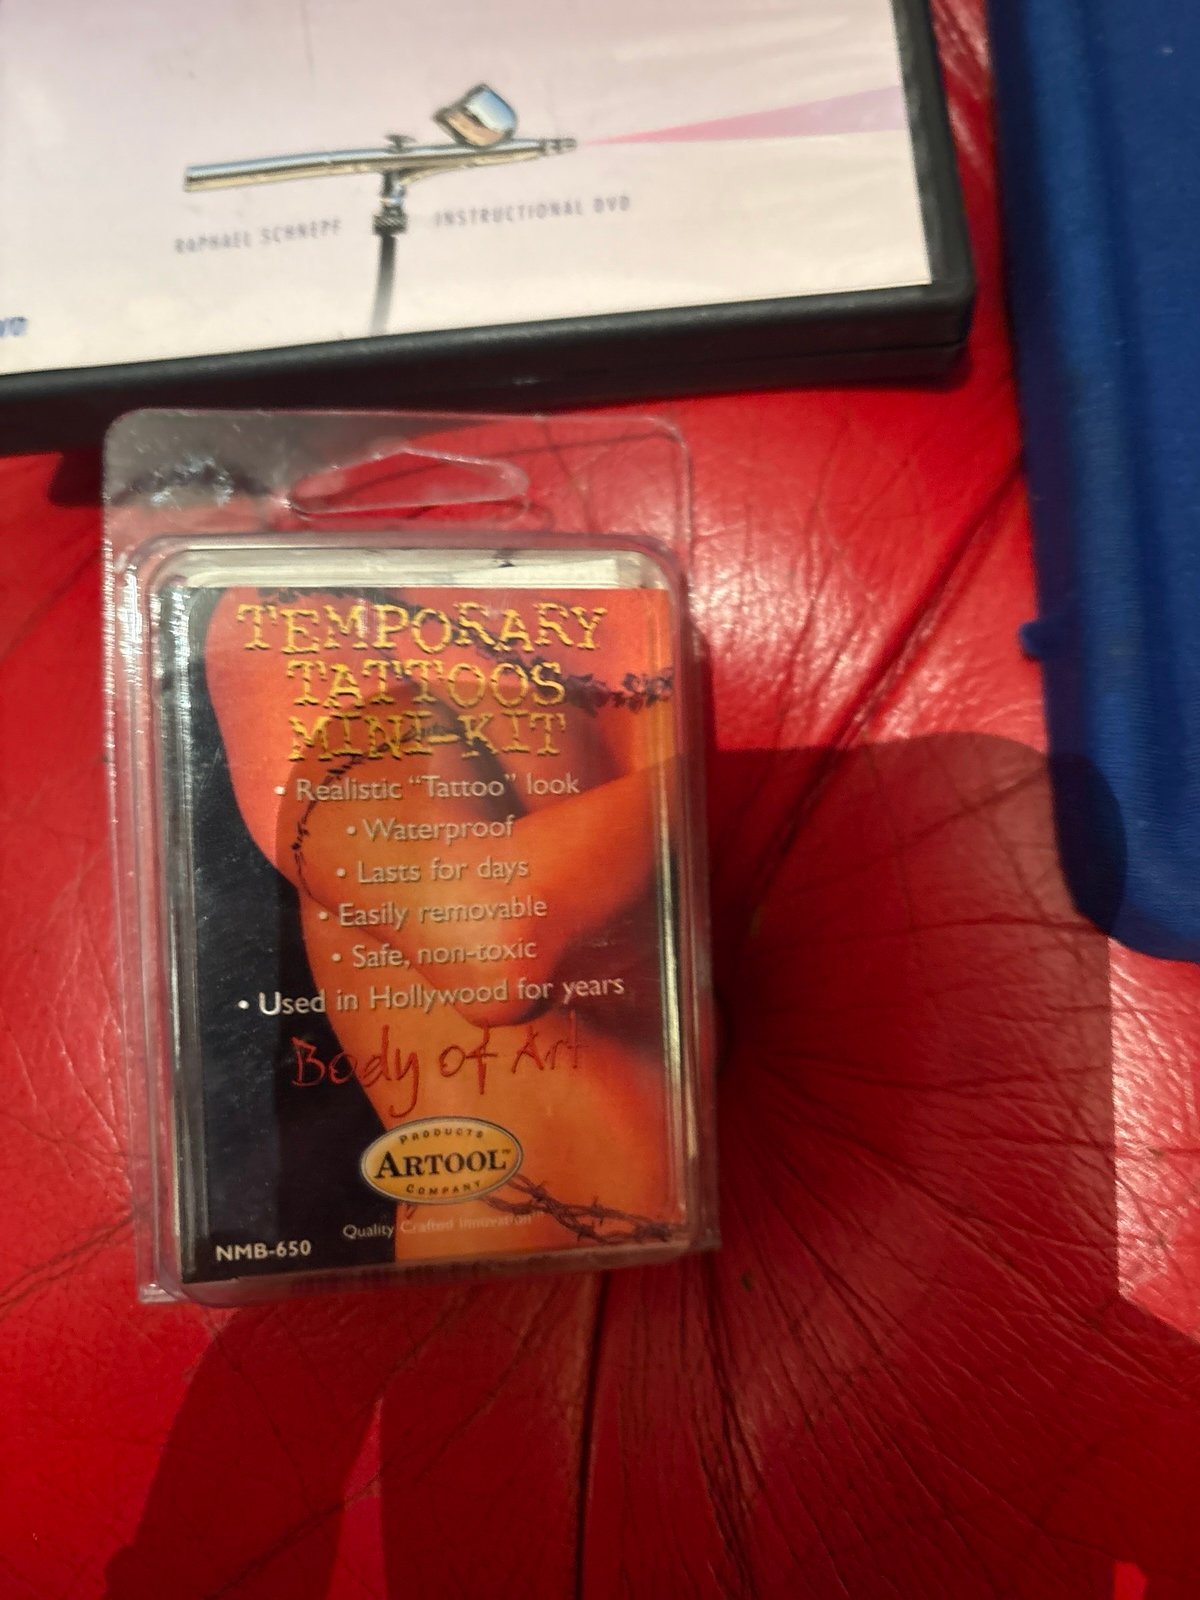 RAPHAEL SCHNEPF INSTRUCTIONAL DVD
TEMPORARY
TATTOOS
MINI-KIT
• Realistic “Tattoo” look
• Waterproof
• Lasts for days
• Easily removable
• Safe, non-toxic
• Used in Hollywood for years
Body of Art
PRODUCTS
ARTOOL™
COMPANY
Quality Crafted Innovation
NMB-650